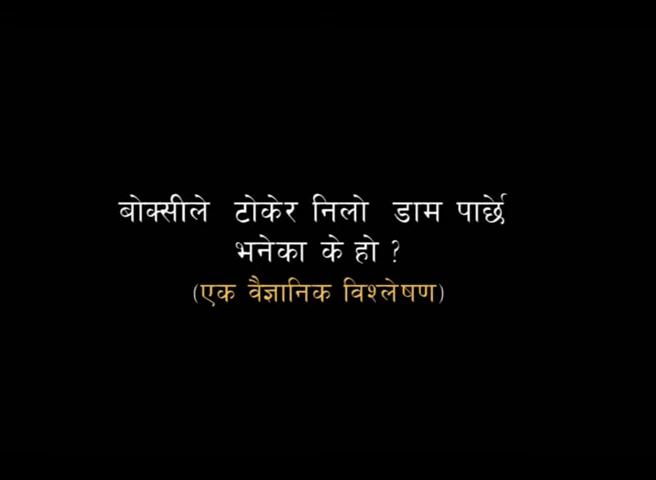 बोक्सीले टोकेर निलो डाम पार्छे
भनेका के हो ?
(एक वैज्ञानिक विश्लेषण)